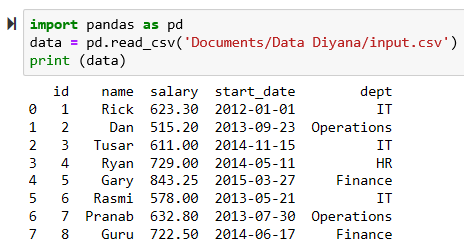 import pandas as pd
data = pd.read_csv('Documents/Data Diyana/input.csv')
print (data)
id name salary start_date dept
0 1 Rick 623.30 2012-01-01 IT
1 2 Dan 515.20 2013-09-23 Operations
2 3 Tusar 611.00 2014-11-15 IT
3 4 Ryan 729.00 2014-05-11 HR
4 5 Gary 843.25 2015-03-27 Finance
5 6 Rasmi 578.00 2013-05-21 IT
6 7 Pranab 632.80 2013-07-30 Operations
7 8 Guru 722.50 2014-06-17 Finance